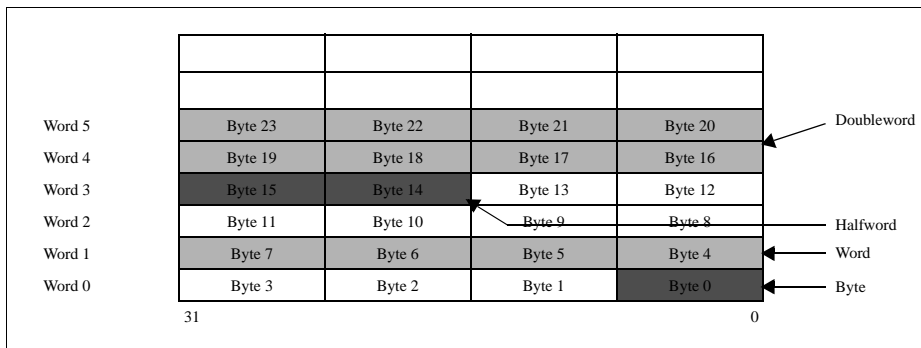 Word 5 Byte 23 Byte 22 Byte 21 Byte 20 Doubleword
Word 4 Byte 19 Byte 18 Byte 17 Byte 16
Word 3 Byte 15 Byte 14 Byte 13 Byte 12
Word 2 Byte 11 Byte 10 Byte 9 Byte 8 Halfword
Word 1 Byte 7 Byte 6 Byte 5 Byte 4 Word
Word 0 Byte 3 Byte 2 Byte 1 Byte 0 Byte
31 0